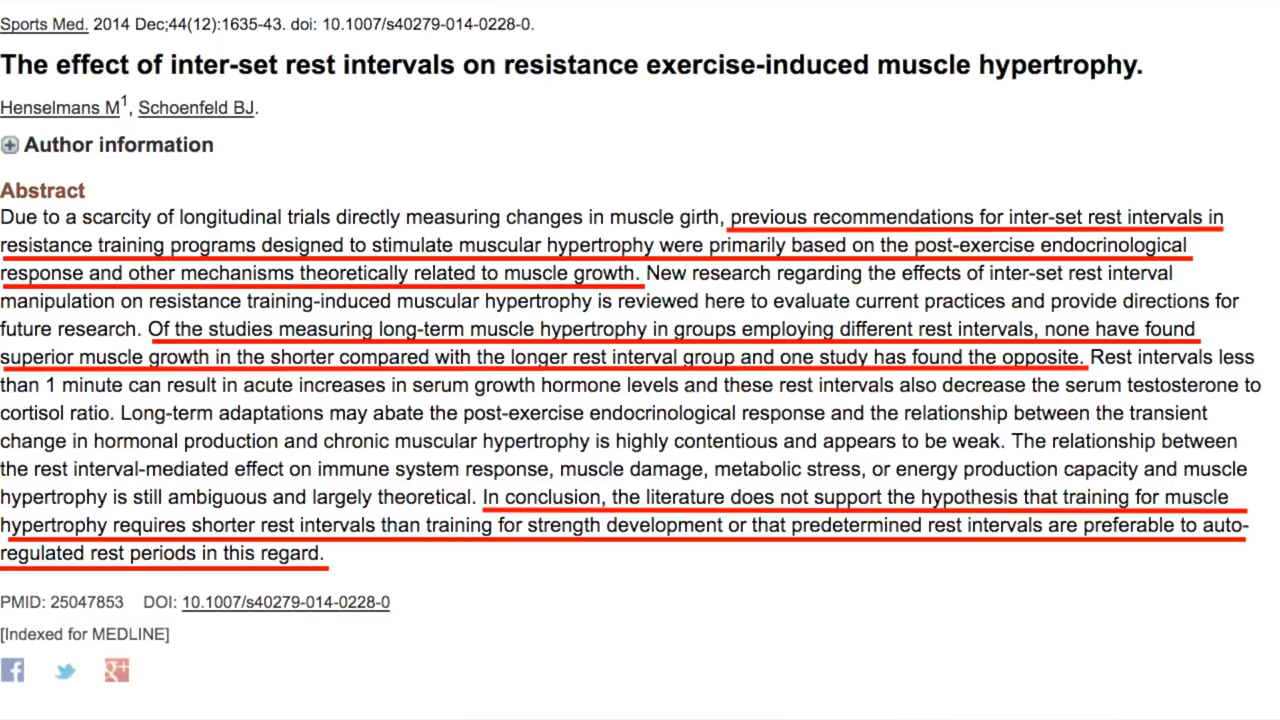 Sports Med. 2014 Dec;44(12):1635-43. doi: 10.1007/s40279-014-0228-0.
The effect of inter-set rest intervals on resistance exercise-induced muscle hypertrophy.
Henselmans M1, Schoenfeld BJ.
Author information
Abstract
Due to a scarcity of longitudinal trials directly measuring changes in muscle girth, previous recommendations for inter-set rest intervals in
resistance training programs designed to stimulate muscular hypertrophy were primarily based on the post-exercise endocrinological
response and other mechanisms theoretically related to muscle growth. New research regarding the effects of inter-set rest interval
manipulation on resistance training-induced muscular hypertrophy is reviewed here to evaluate current practices and provide directions for
future research. Of the studies measuring long-term muscle hypertrophy in groups employing different rest intervals, none have found
superior muscle growth in the shorter compared with the longer rest interval group and one study has found the opposite. Rest intervals less
than 1 minute can result in acute increases in serum growth hormone levels and these rest intervals also decrease the serum testosterone to
cortisol ratio. Long-term adaptations may abate the post-exercise endocrinological response and the relationship between the transient
change in hormonal production and chronic muscular hypertrophy is highly contentious and appears to be weak. The relationship between
the rest interval-mediated effect on immune system response, muscle damage, metabolic stress, or energy production capacity and muscle
hypertrophy is still ambiguous and largely theoretical. In conclusion, the literature does not support the hypothesis that training for muscle
hypertrophy requires shorter rest intervals than training for strength development or that predetermined rest intervals are preferable to auto-
regulated rest periods in this regard.
PMID: 25047853 DOI: 10.1007/s40279-014-0228-0
[Indexed for MEDLINE]
f
g+